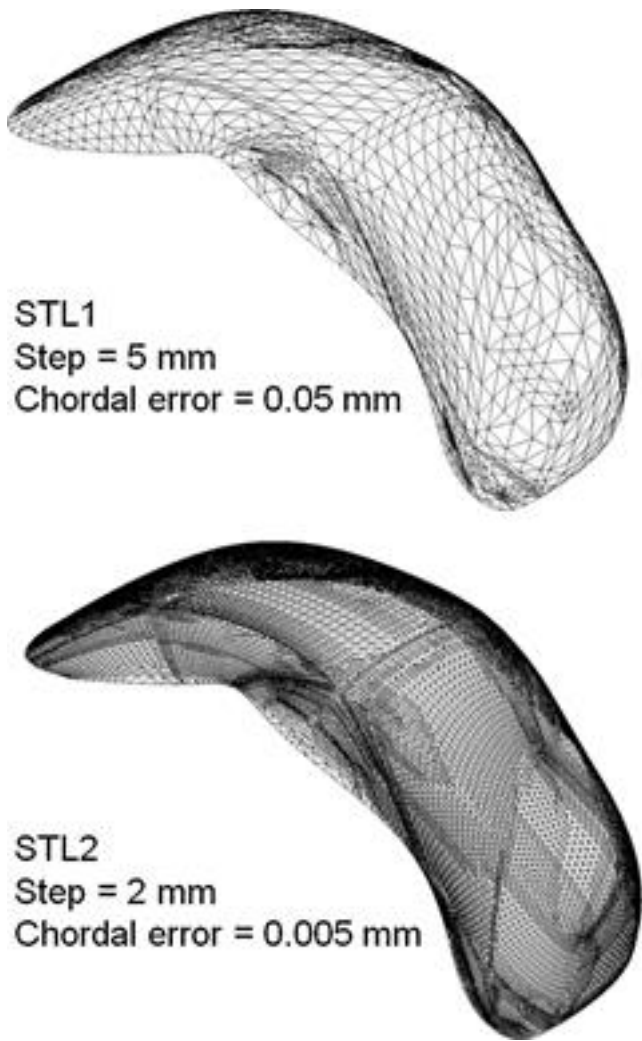 STL1
Step = 5 mm
Chordal error = 0.05 mm
STL2
Step = 2 mm
Chordal error = 0.005 mm